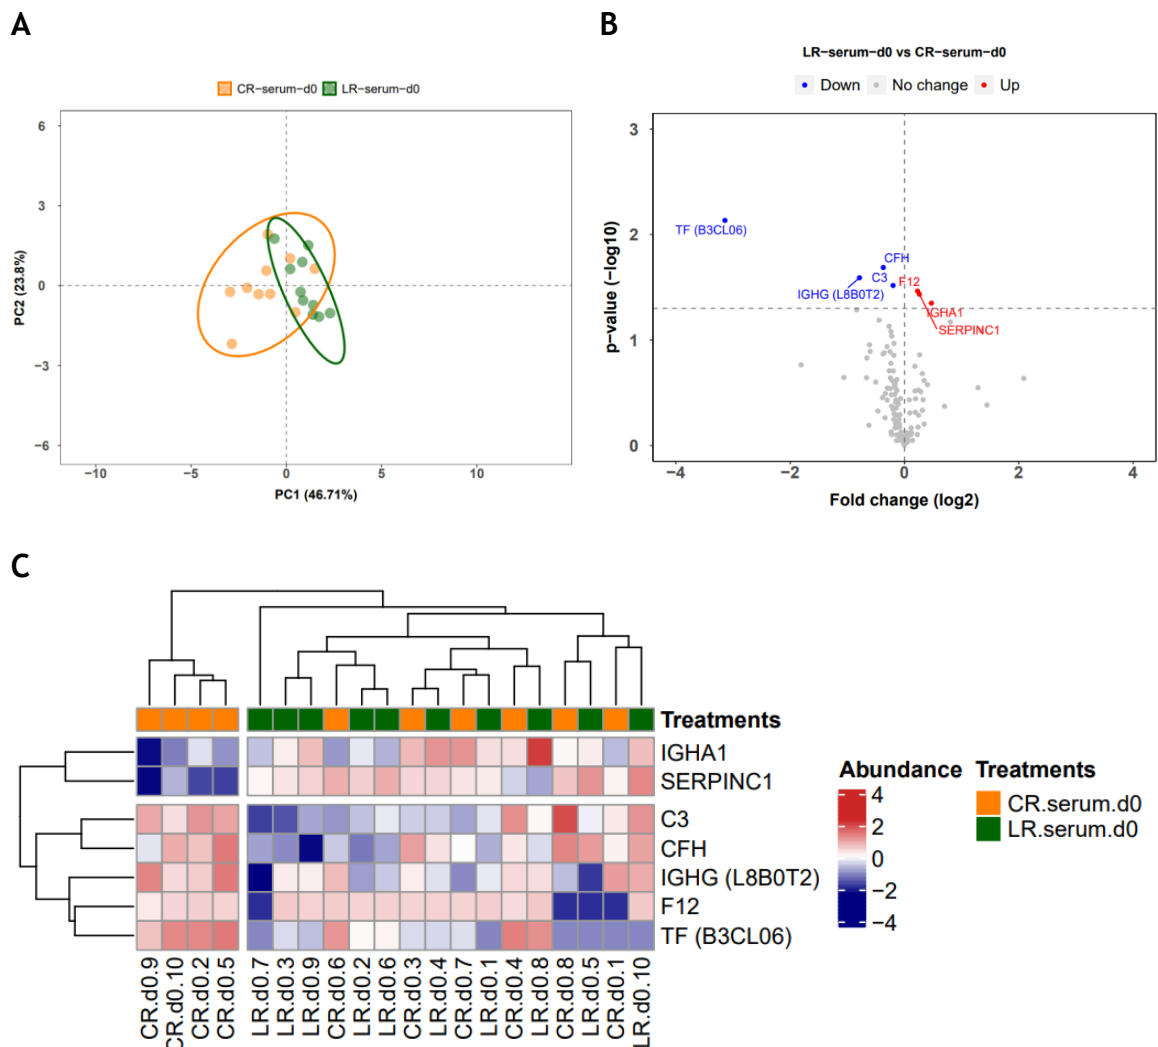 A
B
CR−serum−d0 LR−serum−d0
6
3
0
−3
−6
PC2 (23.8%)
−10 −5 0 5 10
PC1 (46.71%)
LR−serum−d0 vs CR−serum−d0
Down No change Up
3
2
1
0
p−value (−log10)
TF (B3CL06)
CFH
C3
F12
IGHG (L8B0T2)
IGHA1
SERPINC1
−4 −2 0 2 4
Fold change (log2)
C
Treatments
IGHA1
SERPINC1
C3
CFH
IGHG (L8B0T2)
F12
TF (B3CL06)
CR.d0.9
CR.d0.10
CR.d0.2
CR.d0.5
LR.d0.7
LR.d0.3
LR.d0.9
CR.d0.6
LR.d0.2
LR.d0.6
CR.d0.3
LR.d0.4
CR.d0.7
LR.d0.1
CR.d0.4
LR.d0.8
CR.d0.8
LR.d0.5
CR.d0.1
LR.d0.10
Abundance
4
2
0
−2
−4
Treatments
CR.serum.d0
LR.serum.d0